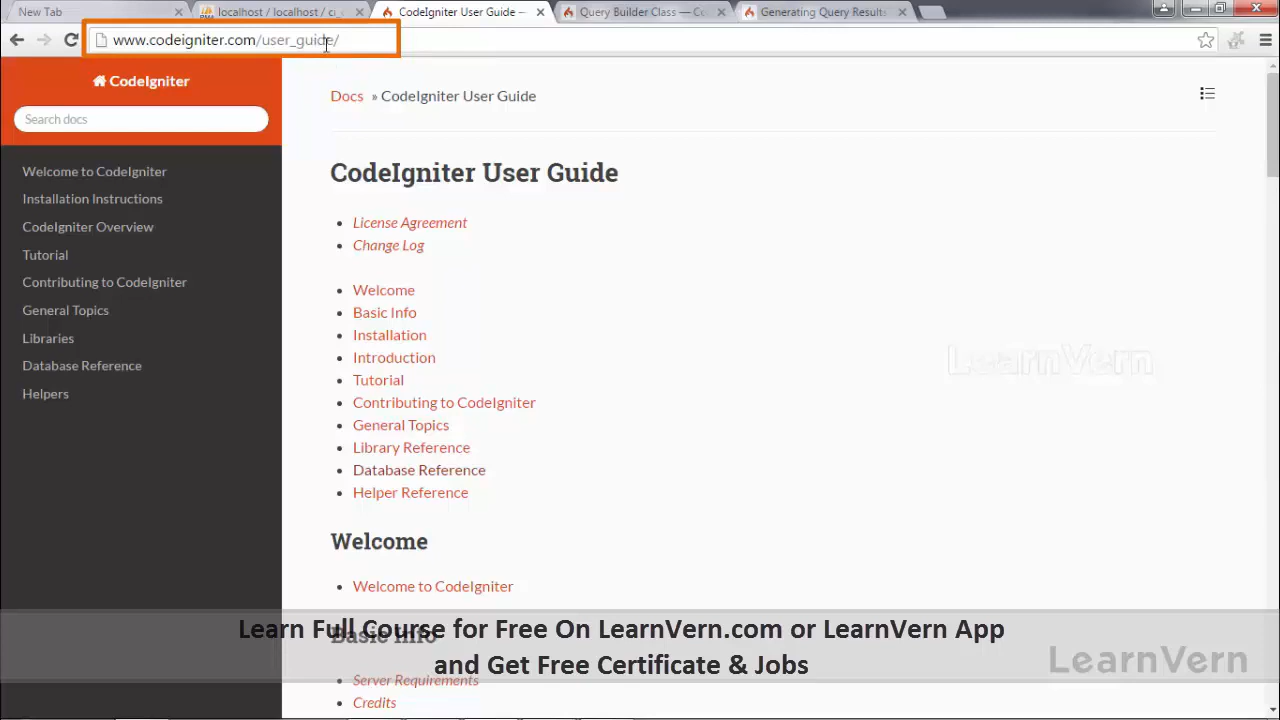 New Tab
localhost / localhost / ci_c
CodeIgniter User Guide —
Query Builder Class — Co
Generating Query Results
www.codeigniter.com/user_guide/
CodeIgniter
Search docs
Welcome to CodeIgniter
Installation Instructions
CodeIgniter Overview
Tutorial
Contributing to CodeIgniter
General Topics
Libraries
Database Reference
Helpers
Docs » CodeIgniter User Guide
CodeIgniter User Guide
• License Agreement
• Change Log
• Welcome
• Basic Info
• Installation
• Introduction
• Tutorial
• Contributing to CodeIgniter
• General Topics
• Library Reference
• Database Reference
• Helper Reference
LearnVern
Welcome
• Welcome to CodeIgniter
Basic Info
Learn Full Course for Free On LearnVern.com or LearnVern App
and Get Free Certificate & Jobs
LearnVern
• Server Requirements
• Credits